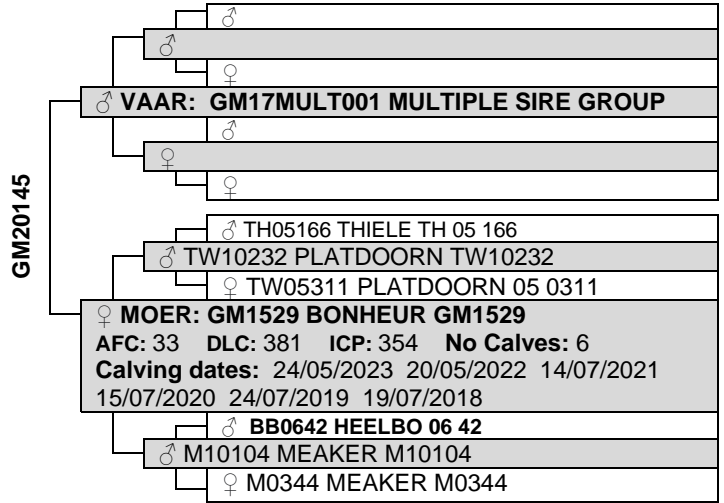 ♂
♂
♀
♂ VAAR: GM17MULT001 MULTIPLE SIRE GROUP
♂
♀
♀
GM20145
♂ TH05166 THIELE TH 05 166
♂ TW10232 PLATDOORN TW10232
♀ TW05311 PLATDOORN 05 0311
♀ MOER: GM1529 BONHEUR GM1529
AFC: 33 DLC: 381 ICP: 354 No Calves: 6
Calving dates: 24/05/2023 20/05/2022 14/07/2021
15/07/2020 24/07/2019 19/07/2018
♂ BB0642 HEELBO 06 42
♂ M10104 MEAKER M10104
♀ M0344 MEAKER M0344